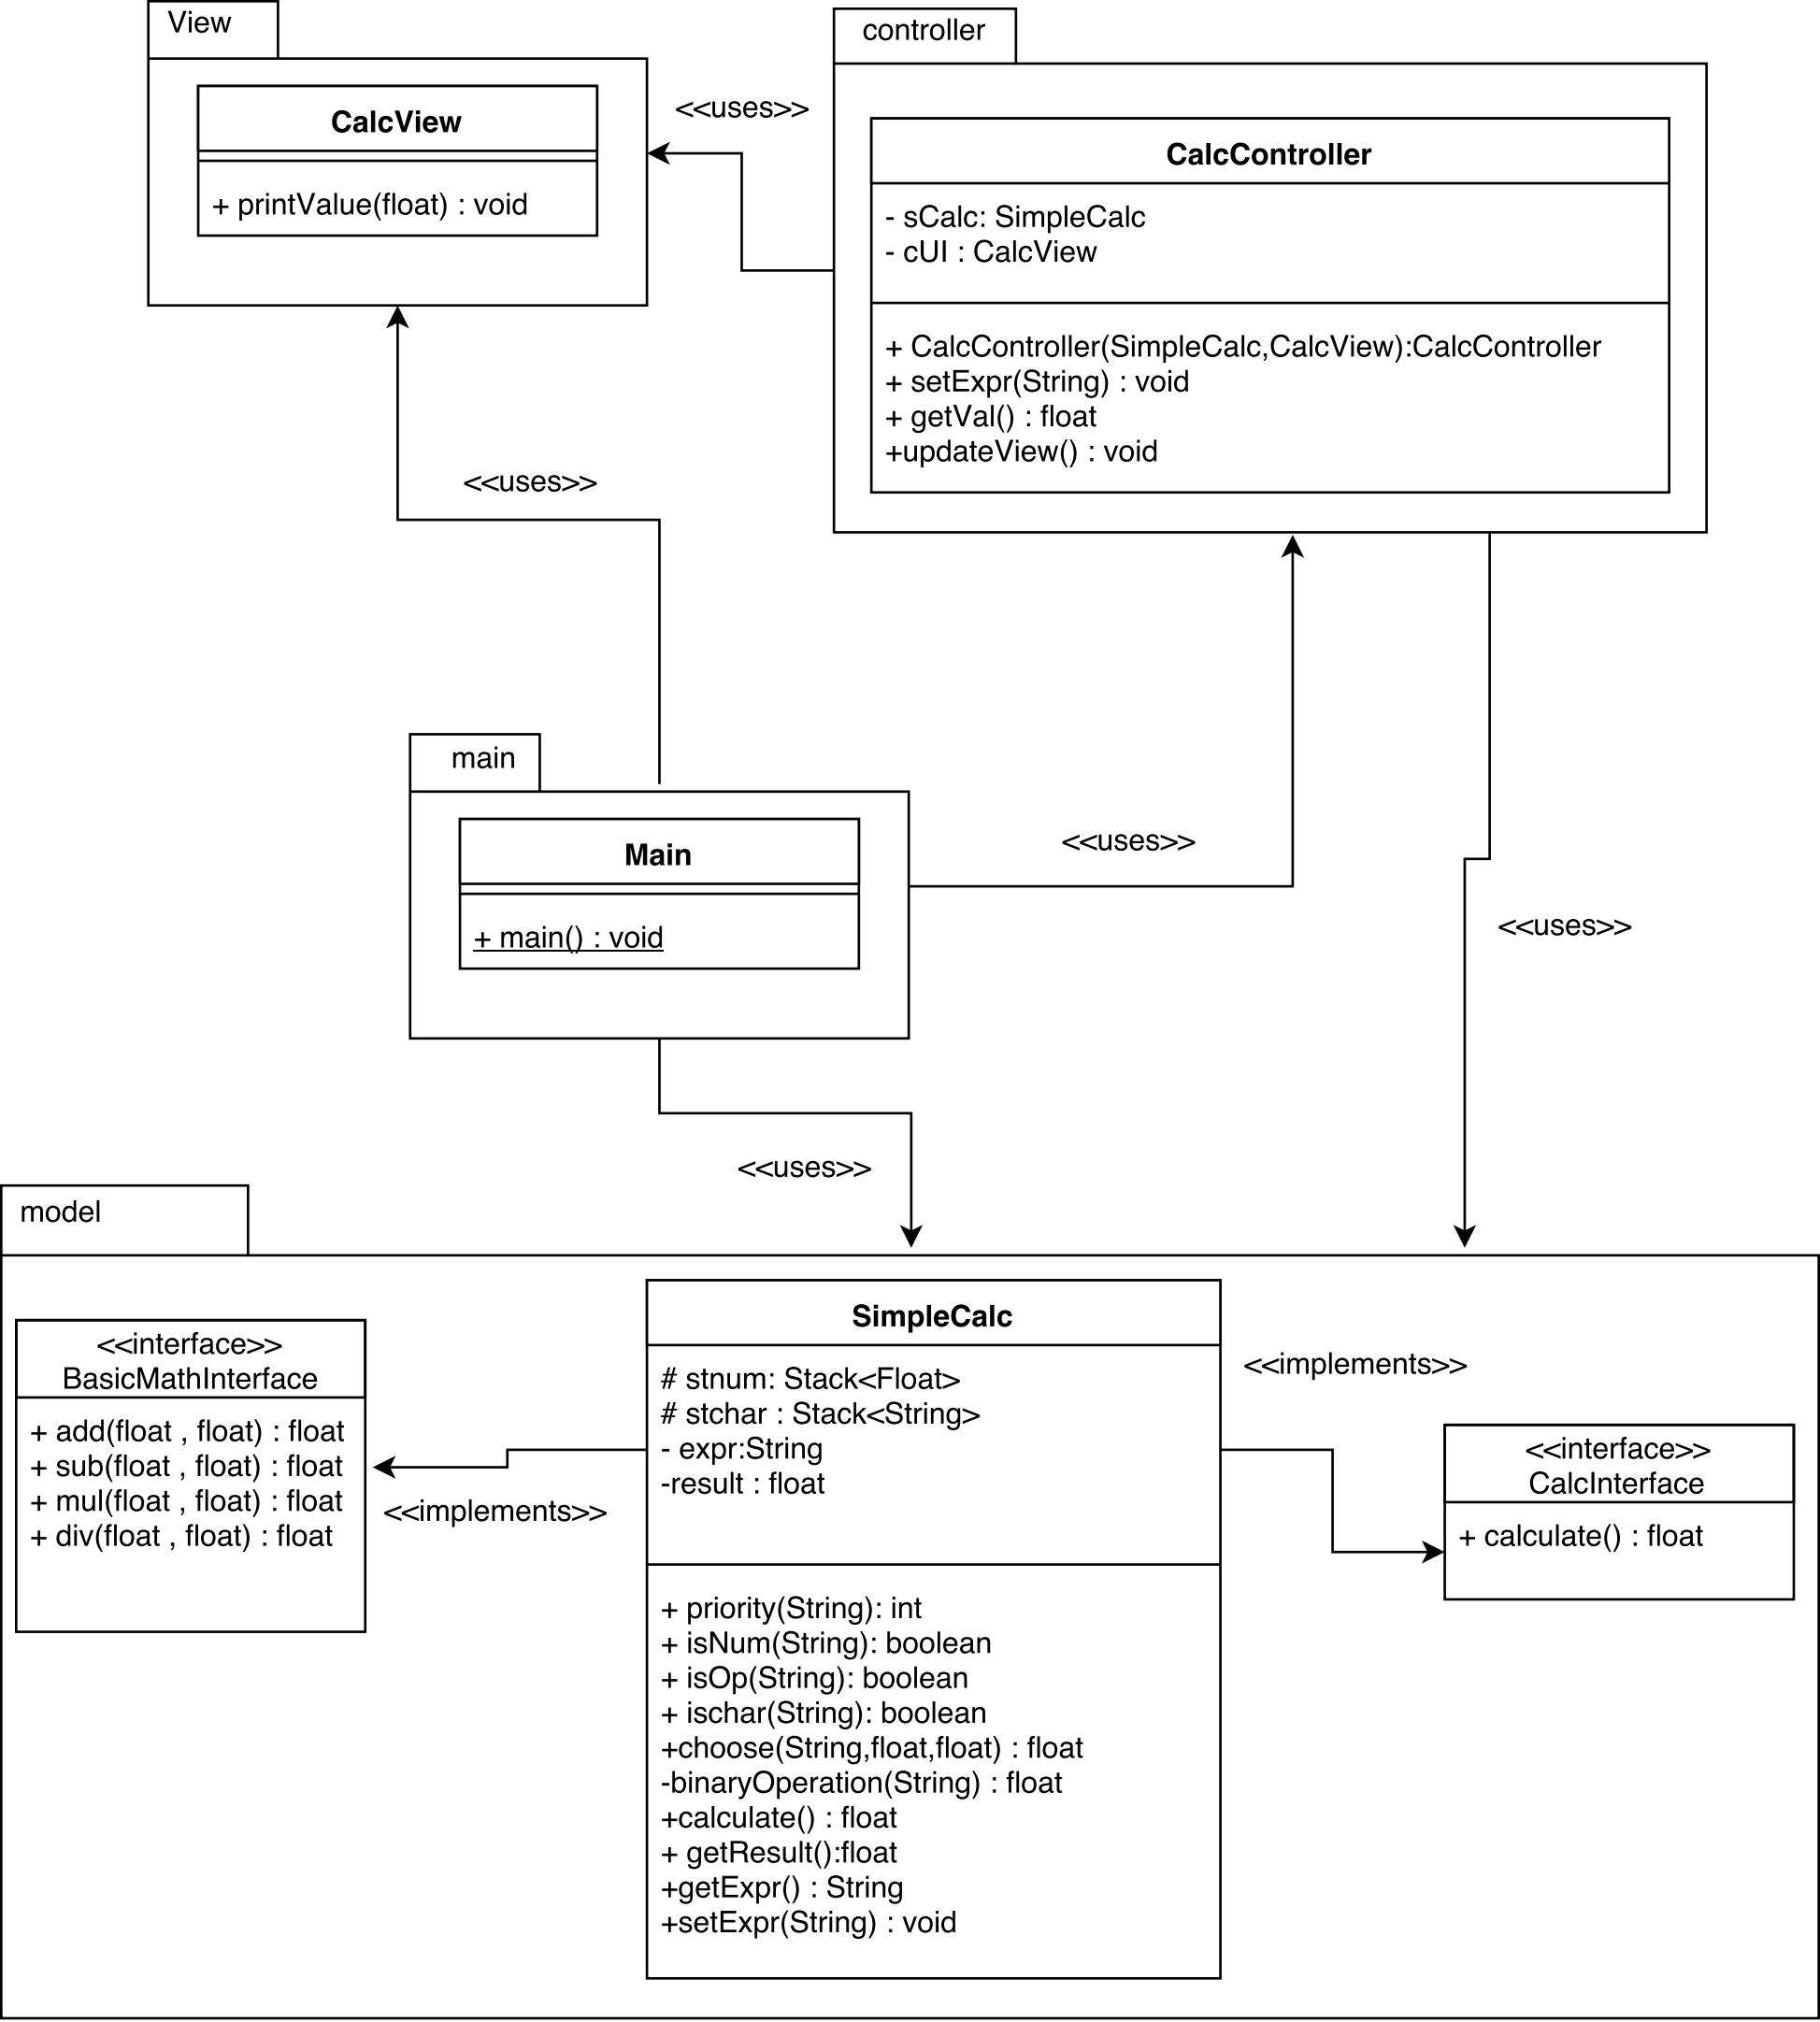 View
CalcView
+ printValue(float) : void
<<uses>>
controller
CalcController
- sCalc: SimpleCalc
- cUI : CalcView
+ CalcController(SimpleCalc,CalcView):CalcController
+ setExpr(String) : void
+ getVal() : float
+updateView() : void
<<uses>>
main
Main
+ main() : void
<<uses>>
<<uses>>
<<uses>>
model
<<interface>>
BasicMathInterface
+ add(float , float) : float
+ sub(float , float) : float
+ mul(float , float) : float
+ div(float , float) : float
<<implements>>
SimpleCalc
# stnum: Stack<Float>
# stchar : Stack<String>
- expr:String
-result : float
+ priority(String): int
+ isNum(String): boolean
+ isOp(String): boolean
+ ischar(String): boolean
+choose(String,float,float) : float
-binaryOperation(String) : float
+calculate() : float
+ getResult():float
+getExpr() : String
+setExpr(String) : void
<<implements>>
<<interface>>
CalcInterface
+ calculate() : float